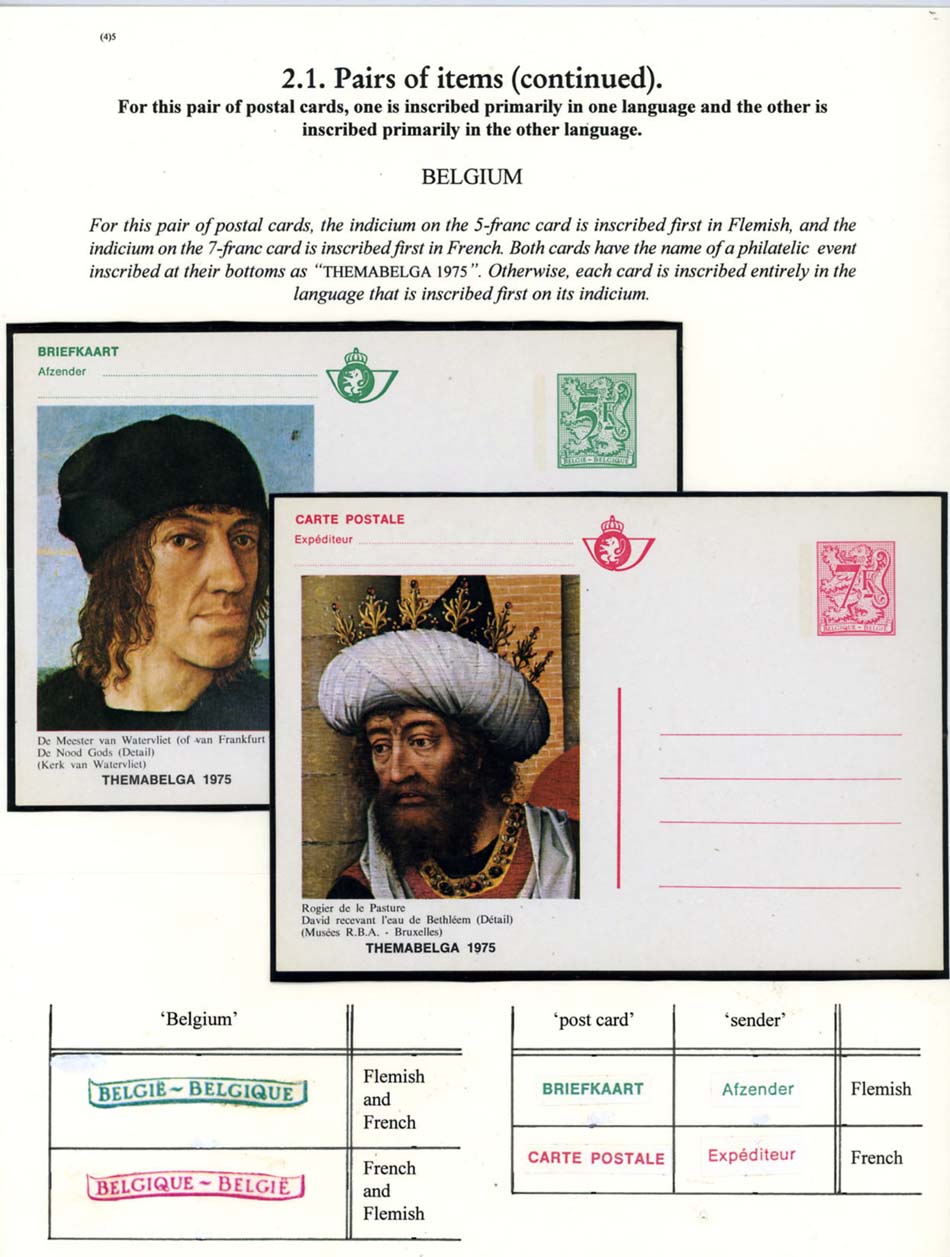 (4)5
2.1. Pairs of items (continued).
For this pair of postal cards, one is inscribed primarily in one language and the other is
inscribed primarily in the other language.
BELGIUM
For this pair of postal cards, the indicium on the 5-franc card is inscribed first in Flemish, and the
indicium on the 7-franc card is inscribed first in French. Both cards have the name of a philatelic event
inscribed at their bottoms as “THEMABELGA 1975”. Otherwise, each card is inscribed entirely in the
language that is inscribed first on its indicium.
BRIEFKAART
Afzender
5F
BELGIË - BELGIQUE
De Meester van Watervliet (of van Frankfurt
De Nood Gods (Detail)
(Kerk van Watervliet)
THEMABELGA 1975
CARTE POSTALE
Expéditeur
7F
BELGIQUE - BELGIË
Rogier de le Pasture
David recevant l'eau de Bethléem (Détail)
(Musées R.B.A. - Bruxelles)
THEMABELGA 1975
‘Belgium’
BELGIË ~ BELGIQUE
Flemish
and
French
BELGIQUE ~ BELGIË
French
and
Flemish
‘post card’ ‘sender’
BRIEFKAART Afzender Flemish
CARTE POSTALE Expéditeur French